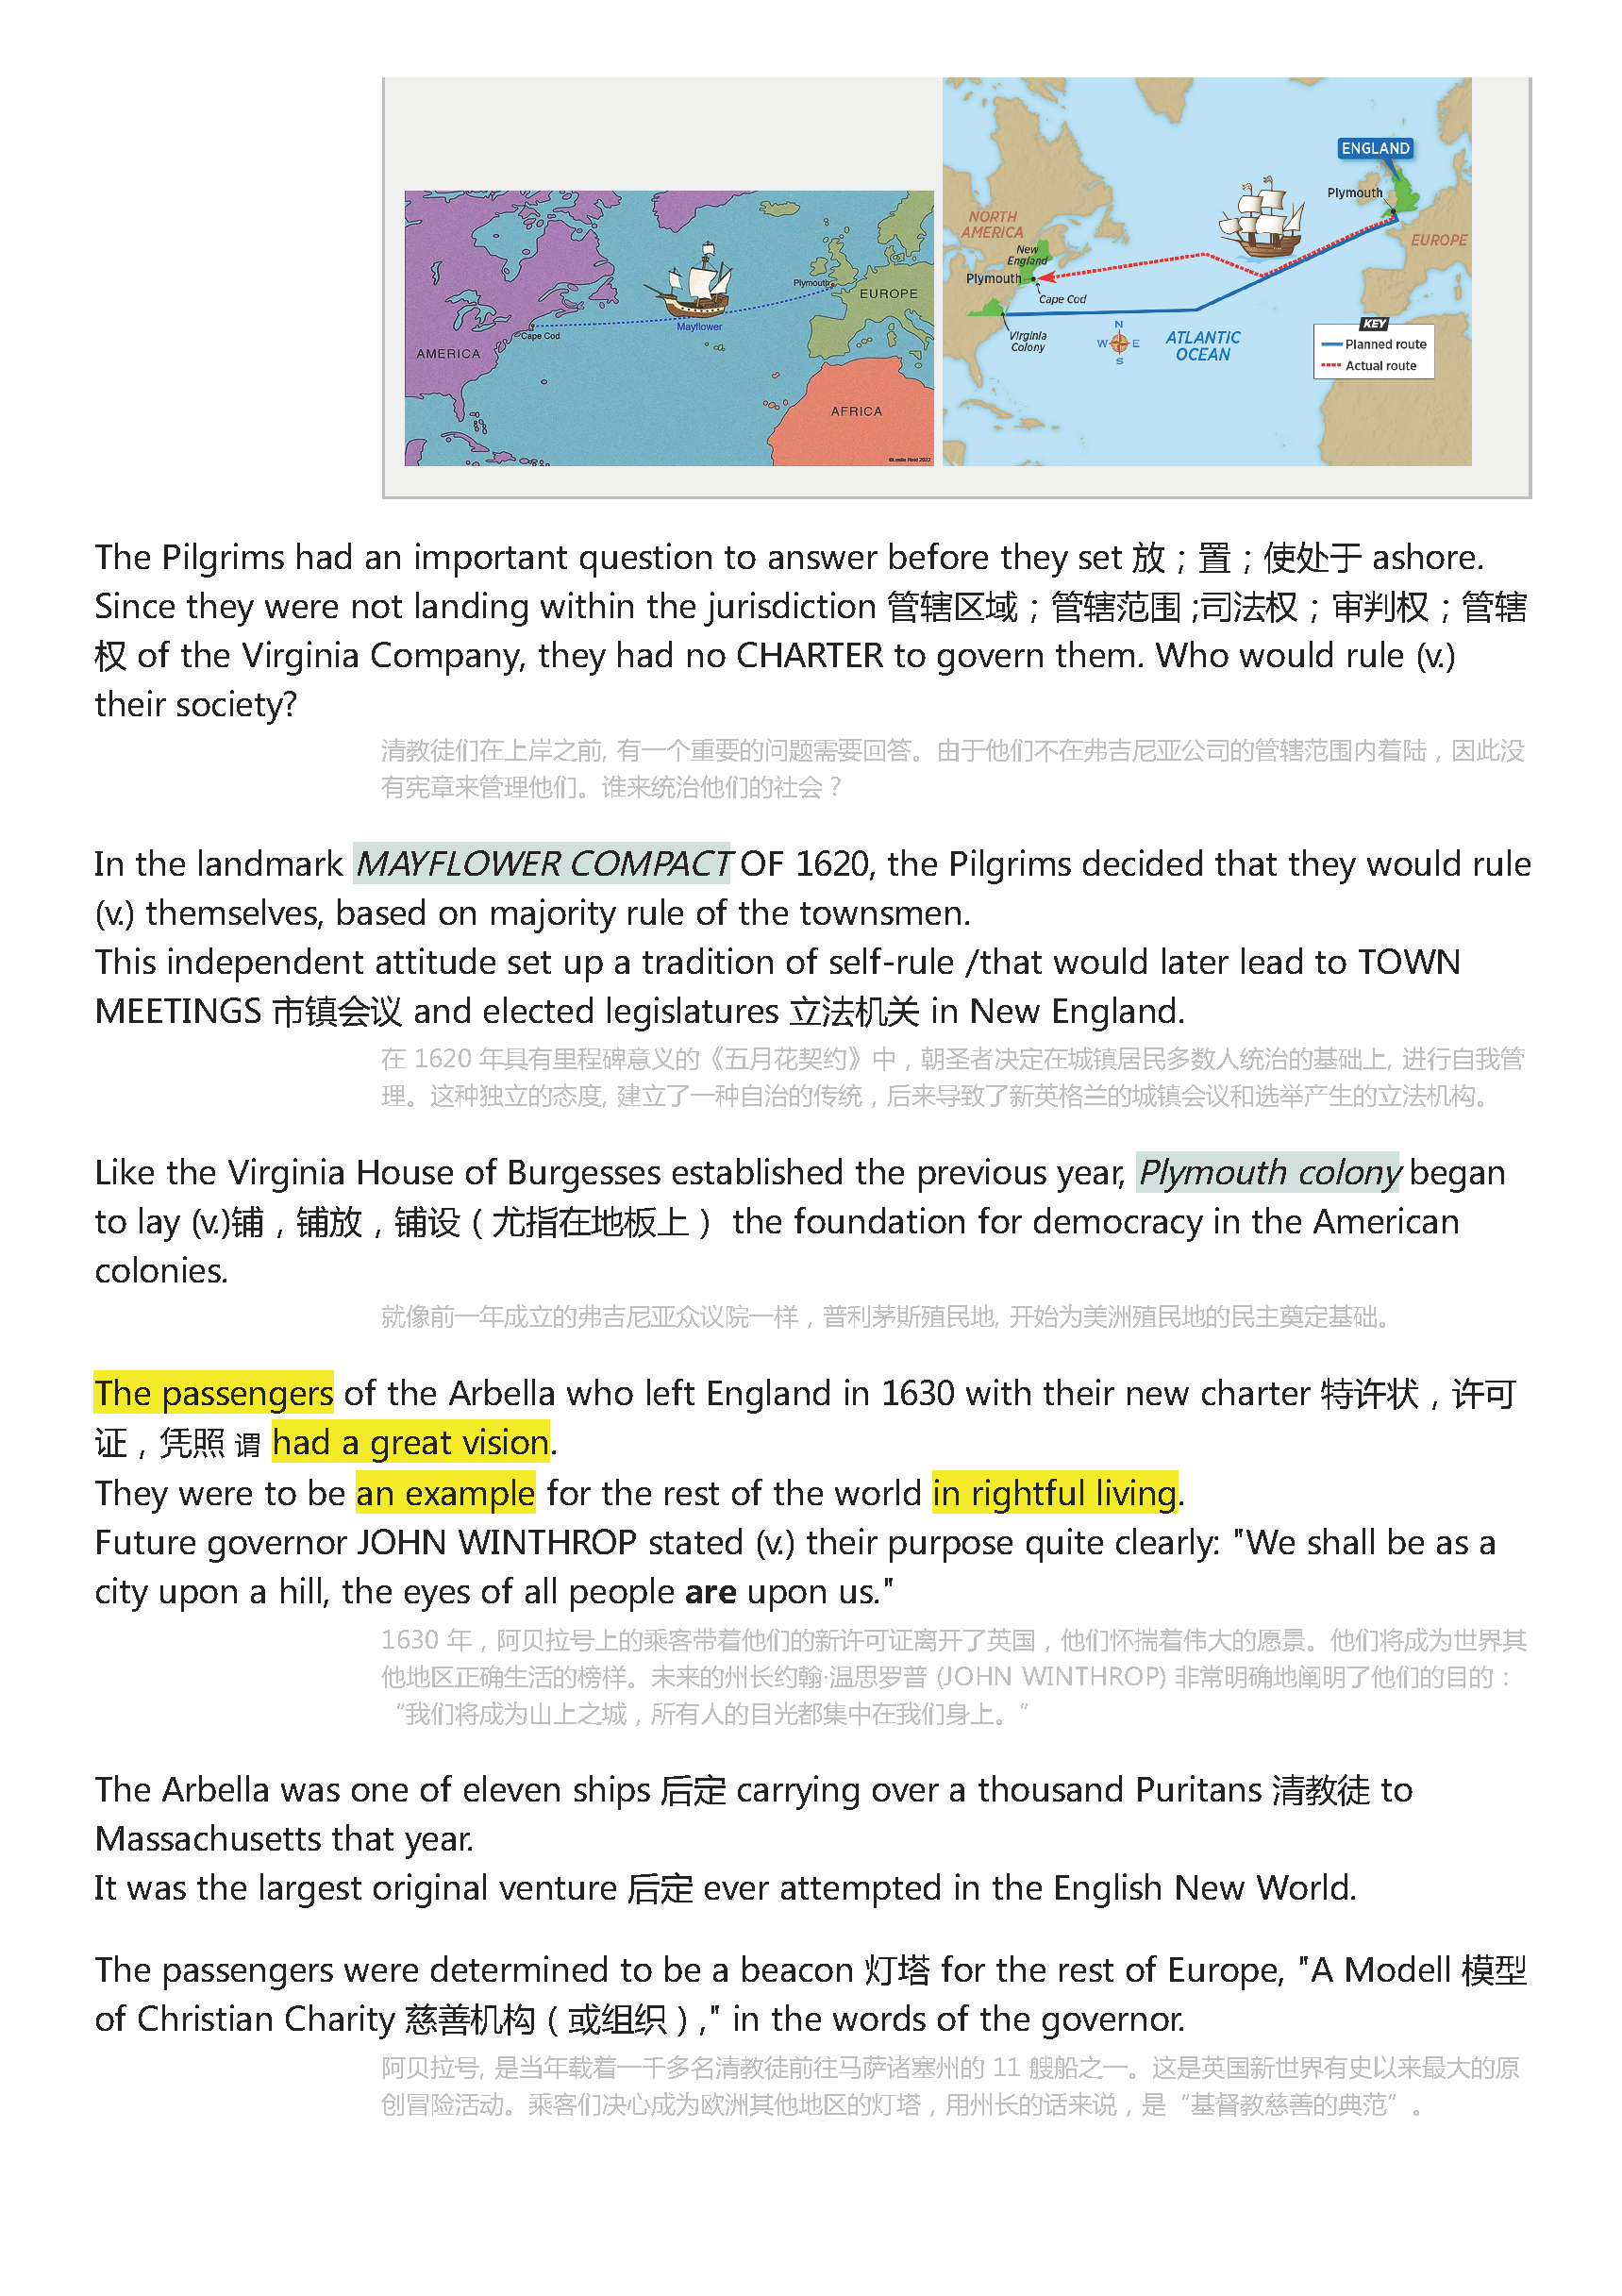 AMERICA
Cape Cod
Mayflower
Plymouth
EUROPE
AFRICA
©Leslie Reid 2022
ENGLAND
Plymouth
NORTH
AMERICA
New
England
Plymouth
Cape Cod
Virginia
Colony
N
W E
S
ATLANTIC
OCEAN
EUROPE
KEY
Planned route
Actual route
The Pilgrims had an important question to answer before they set 放；置；使处于 ashore.
Since they were not landing within the jurisdiction 管辖区域；管辖范围 ;司法权；审判权；管辖
权 of the Virginia Company, they had no CHARTER to govern them. Who would rule (v.)
their society?
清教徒们在上岸之前, 有一个重要的问题需要回答。由于他们不在弗吉尼亚公司的管辖范围内着陆，因此没
有宪章来管理他们。谁来统治他们的社会？
In the landmark MAYFLOWER COMPACT OF 1620, the Pilgrims decided that they would rule
(v.) themselves, based on majority rule of the townsmen.
This independent attitude set up a tradition of self-rule /that would later lead to TOWN
MEETINGS 市镇会议 and elected legislatures 立法机关 in New England.
在 1620 年具有里程碑意义的《五月花契约》中，朝圣者决定在城镇居民多数人统治的基础上, 进行自我管
理。这种独立的态度, 建立了一种自治的传统，后来导致了新英格兰的城镇会议和选举产生的立法机构。
Like the Virginia House of Burgesses established the previous year, Plymouth colony began
to lay (v.)铺，铺放，铺设（尤指在地板上） the foundation for democracy in the American
colonies.
就像前一年成立的弗吉尼亚众议院一样，普利茅斯殖民地, 开始为美洲殖民地的民主奠定基础。
The passengers of the Arbella who left England in 1630 with their new charter 特许状，许可
证，凭照 谓 had a great vision.
They were to be an example for the rest of the world in rightful living.
Future governor JOHN WINTHROP stated (v.) their purpose quite clearly: "We shall be as a
city upon a hill, the eyes of all people are upon us."
1630 年，阿贝拉号上的乘客带着他们的新许可证离开了英国，他们怀揣着伟大的愿景。他们将成为世界其
他地区正确生活的榜样。未来的州长约翰·温思罗普 (JOHN WINTHROP) 非常明确地阐明了他们的目的：
“我们将成为山上之城，所有人的目光都集中在我们身上。”
The Arbella was one of eleven ships 后定 carrying over a thousand Puritans 清教徒 to
Massachusetts that year.
It was the largest original venture 后定 ever attempted in the English New World.
The passengers were determined to be a beacon 灯塔 for the rest of Europe, "A Modell 模型
of Christian Charity 慈善机构（或组织）," in the words of the governor.
阿贝拉号, 是当年载着一千多名清教徒前往马萨诸塞州的 11 艘船之一。这是英国新世界有史以来最大的原
创冒险活动。乘客们决心成为欧洲其他地区的灯塔，用州长的话来说，是“基督教慈善的典范”。